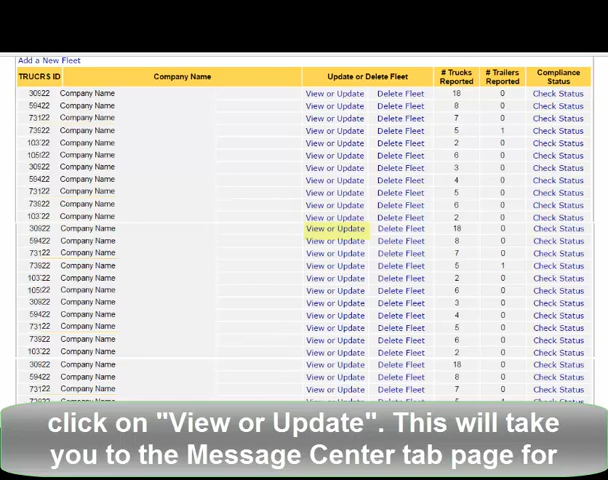 Add a New Fleet
TRUCRS ID Company Name Update or Delete Fleet # Trucks Reported # Trailers Reported Compliance Status
30922 Company Name View or Update Delete Fleet 18 0 Check Status
59422 Company Name View or Update Delete Fleet 8 0 Check Status
73122 Company Name View or Update Delete Fleet 7 0 Check Status
73922 Company Name View or Update Delete Fleet 5 1 Check Status
10322 Company Name View or Update Delete Fleet 2 0 Check Status
10522 Company Name View or Update Delete Fleet 6 0 Check Status
30922 Company Name View or Update Delete Fleet 3 0 Check Status
59422 Company Name View or Update Delete Fleet 4 0 Check Status
73122 Company Name View or Update Delete Fleet 5 0 Check Status
73922 Company Name View or Update Delete Fleet 6 0 Check Status
10322 Company Name View or Update Delete Fleet 2 0 Check Status
30922 Company Name View or Update Delete Fleet 18 0 Check Status
59422 Company Name View or Update Delete Fleet 8 0 Check Status
73122 Company Name View or Update Delete Fleet 7 0 Check Status
73922 Company Name View or Update Delete Fleet 5 1 Check Status
10322 Company Name View or Update Delete Fleet 2 0 Check Status
10522 Company Name View or Update Delete Fleet 6 0 Check Status
30922 Company Name View or Update Delete Fleet 3 0 Check Status
59422 Company Name View or Update Delete Fleet 4 0 Check Status
73122 Company Name View or Update Delete Fleet 5 0 Check Status
73922 Company Name View or Update Delete Fleet 6 0 Check Status
10322 Company Name View or Update Delete Fleet 2 0 Check Status
30922 Company Name View or Update Delete Fleet 18 0 Check Status
59422 Company Name View or Update Delete Fleet 8 0 Check Status
73122 Company Name View or Update Delete Fleet 7 0 Check Status
click on "View or Update". This will take
you to the Message Center tab page for